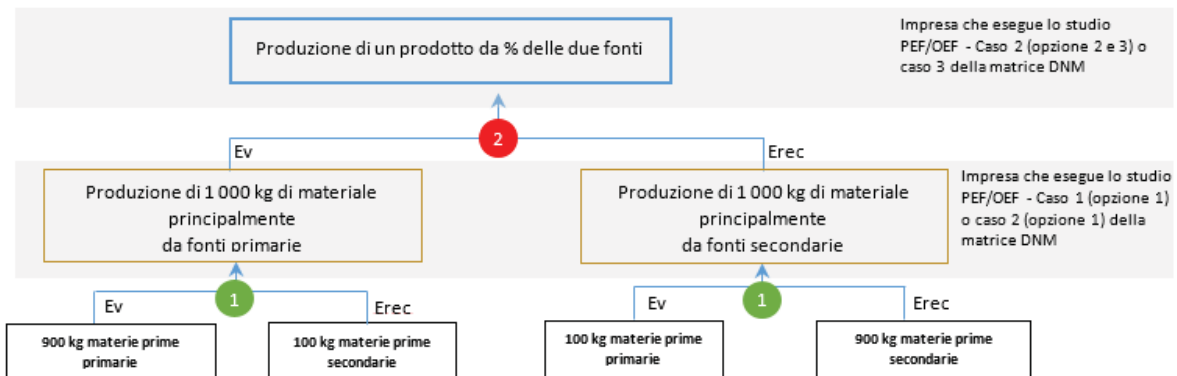 Produzione di un prodotto da % delle due fonti
Impresa che esegue lo studio
PEF/OEF - Caso 2 (opzione 2 e 3) o
caso 3 della matrice DNM
2
Ev
Erec
Produzione di 1 000 kg di materiale
principalmente
da fonti primarie
Produzione di 1 000 kg di materiale
principalmente
da fonti secondarie
Impresa che esegue lo studio
PEF/OEF - Caso 1 (opzione 1)
o caso 2 (opzione 1) della
matrice DNM
1
Ev
Erec
1
Ev
Erec
900 kg materie prime
primarie
100 kg materie prime
secondarie
100 kg materie prime
primarie
900 kg materie prime
secondarie